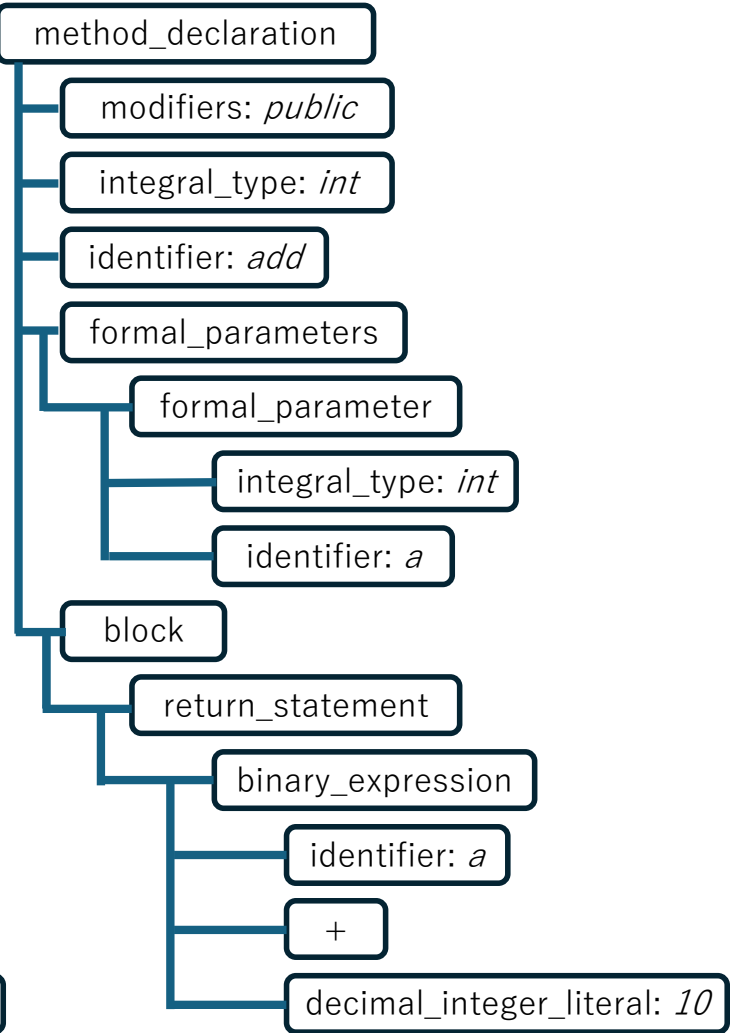 method_declaration
modifiers: public
integral_type: int
identifier: add
formal_parameters
formal_parameter
integral_type: int
identifier: a
block
return_statement
binary_expression
identifier: a
+
decimal_integer_literal: 10